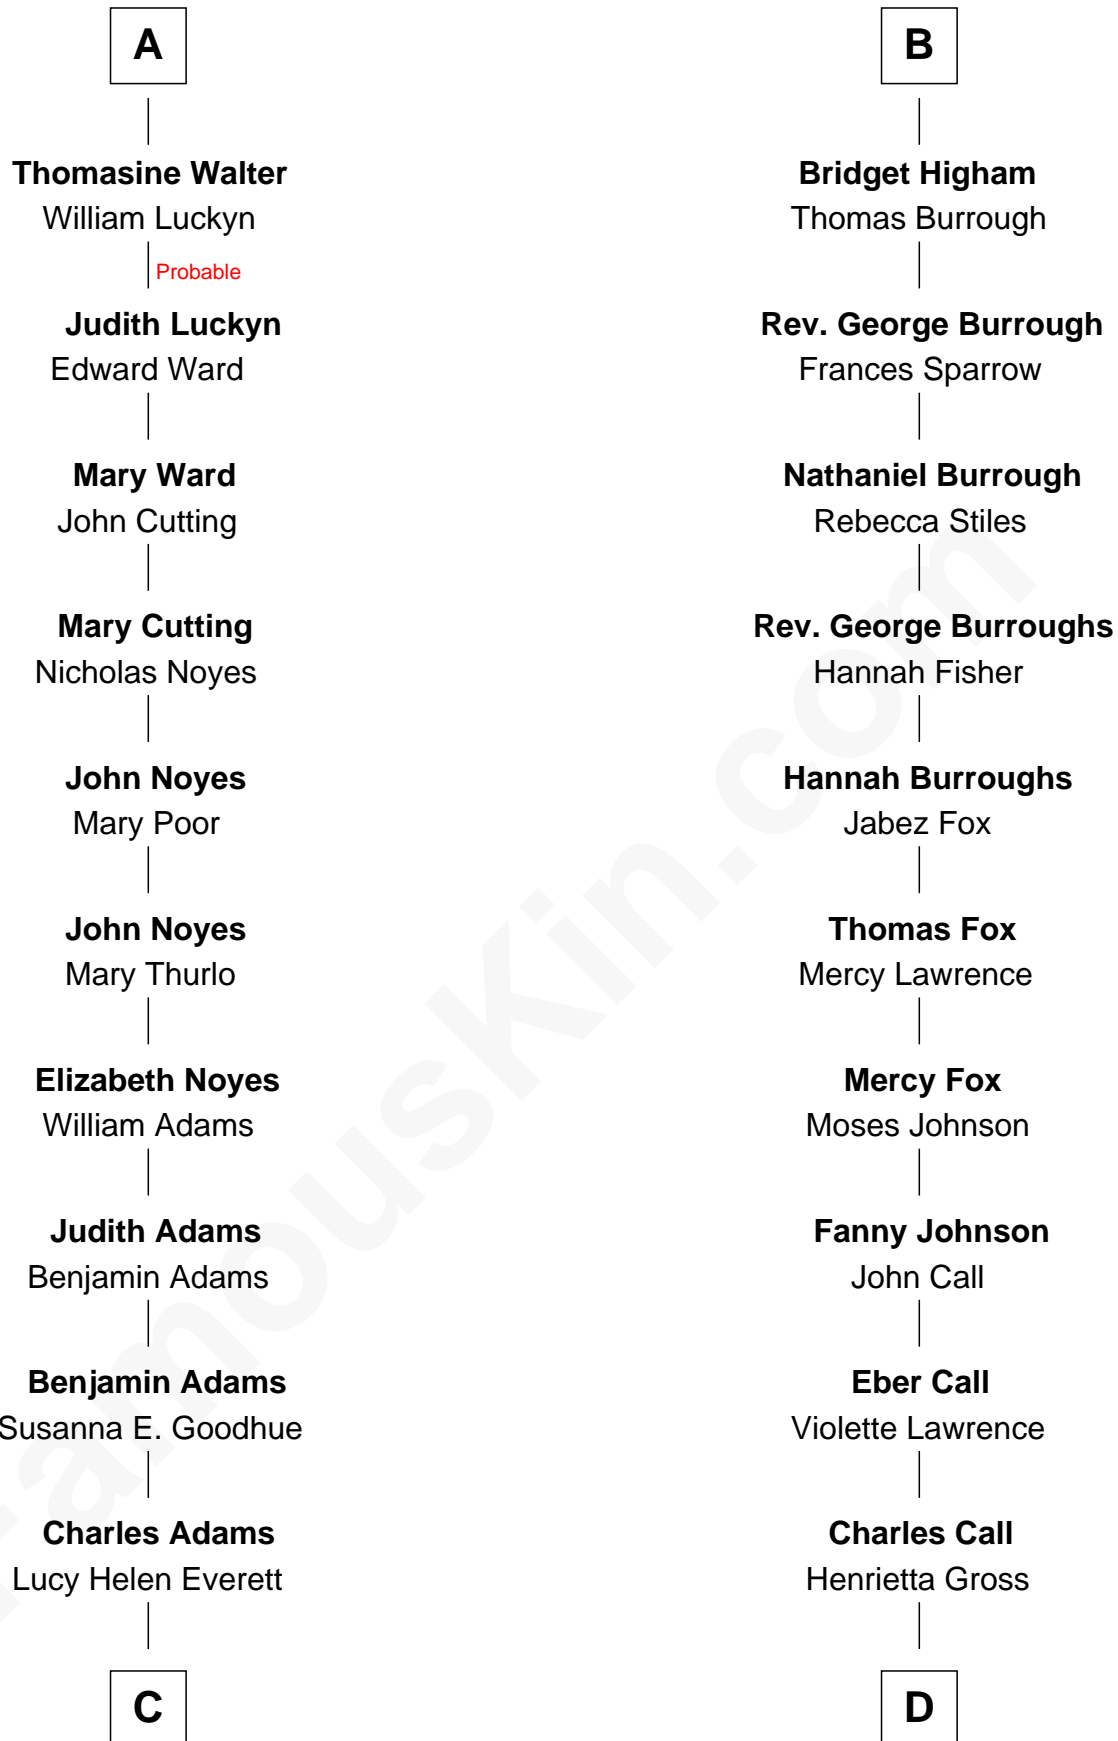 A
Thomasine Walter
William Luckyn
Probable
Judith Luckyn
Edward Ward
Mary Ward
John Cutting
Mary Cutting
Nicholas Noyes
John Noyes
Mary Poor
John Noyes
Mary Thurlo
Elizabeth Noyes
William Adams
Judith Adams
Benjamin Adams
Benjamin Adams
Susanna E. Goodhue
Charles Adams
Lucy Helen Everett
C
B
Bridget Higham
Thomas Burrough
Rev. George Burrough
Frances Sparrow
Nathaniel Burrough
Rebecca Stiles
Rev. George Burroughs
Hannah Fisher
Hannah Burroughs
Jabez Fox
Thomas Fox
Mercy Lawrence
Mercy Fox
Moses Johnson
Fanny Johnson
John Call
Eber Call
Violette Lawrence
Charles Call
Henrietta Gross
D
FamousKin.com